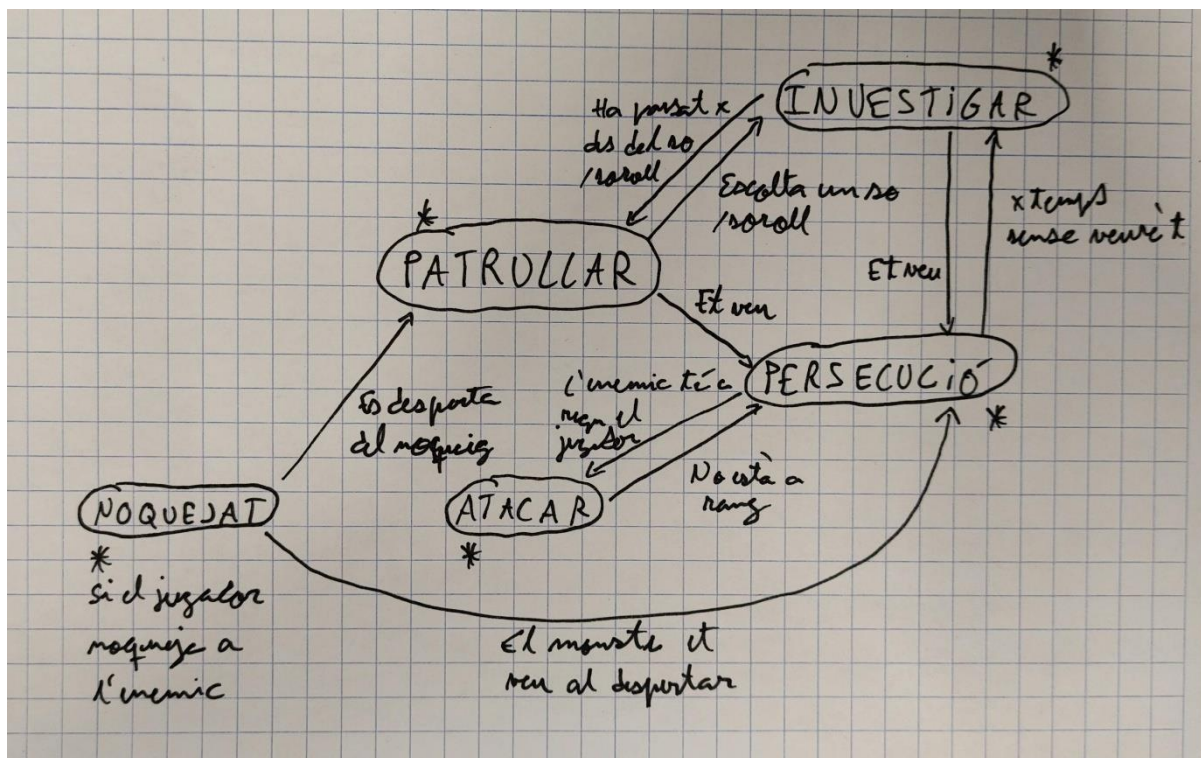 *
INVESTIGAR
Ha passat x
des del so
/soroll
Escolta un so
/soroll
x temps
sense veure't
Et veu
*
PATRULLAR
Et veu
PERSECUCIÓ
*
L'enemic té a
rang el
jugador
No està a
rang
Es desperta
del noqueig
NOQUEJAT
*
Si el jugador
noqueja a
l'enemic
ATACAR
*
El monstre et
veu al despertar